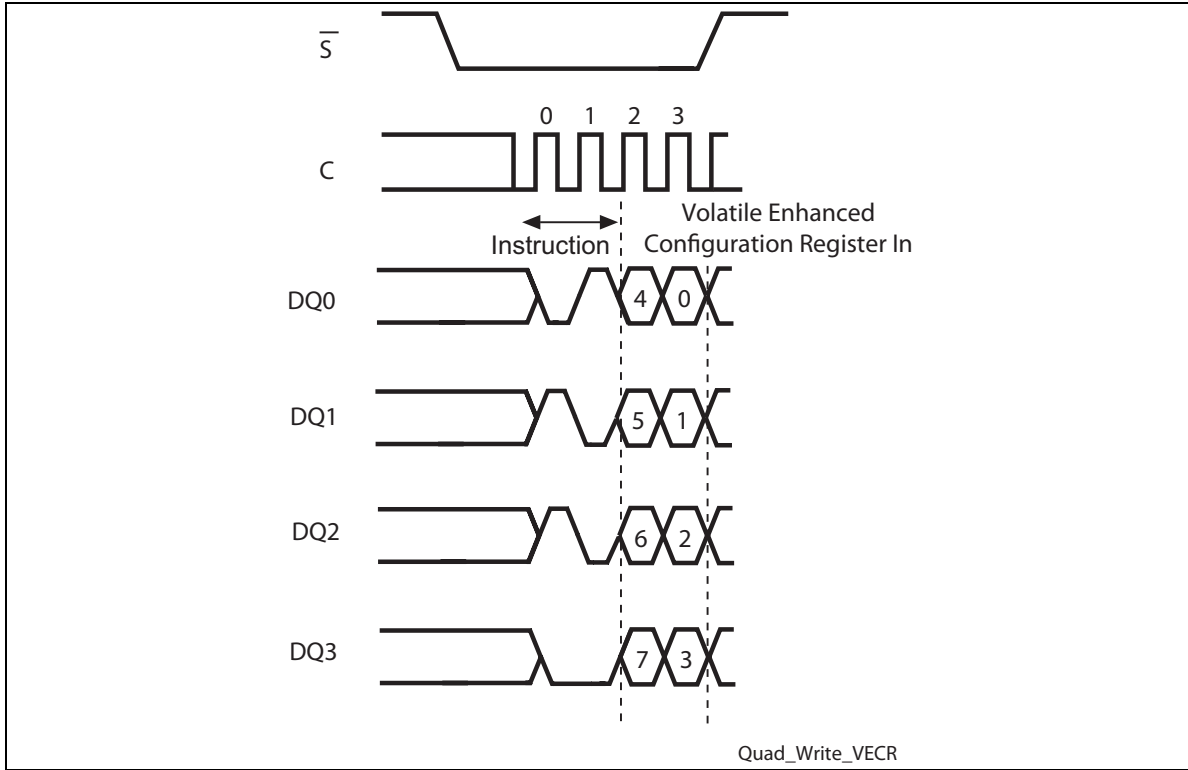 S
C
0 1 2 3
Instruction
Volatile Enhanced
Configuration Register In
DQ0
4 0
DQ1
5 1
DQ2
6 2
DQ3
7 3
Quad_Write_VECR